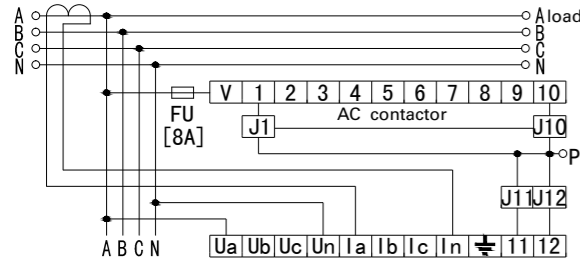 A A load
B B
C C
N N
V 1 2 3 4 5 6 7 8 9 10
FU
[8A]
AC contactor
J1 J10
P
J11 J12
A B C N
Ua Ub Uc Un Ia Ib Ic In ⏚ 11 12